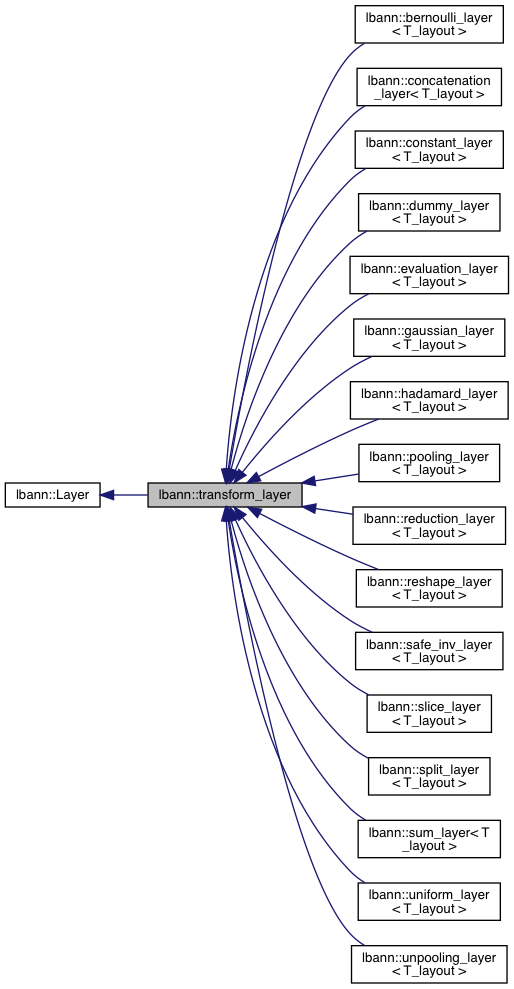 lbann::bernoulli_layer
< T_layout >
lbann::concatenation
_layer< T_layout >
lbann::constant_layer
< T_layout >
lbann::dummy_layer
< T_layout >
lbann::evaluation_layer
< T_layout >
lbann::gaussian_layer
< T_layout >
lbann::hadamard_layer
< T_layout >
lbann::pooling_layer
< T_layout >
lbann::Layer
lbann::transform_layer
lbann::reduction_layer
< T_layout >
lbann::reshape_layer
< T_layout >
lbann::safe_inv_layer
< T_layout >
lbann::slice_layer
< T_layout >
lbann::split_layer
< T_layout >
lbann::sum_layer< T
_layout >
lbann::uniform_layer
< T_layout >
lbann::unpooling_layer
< T_layout >